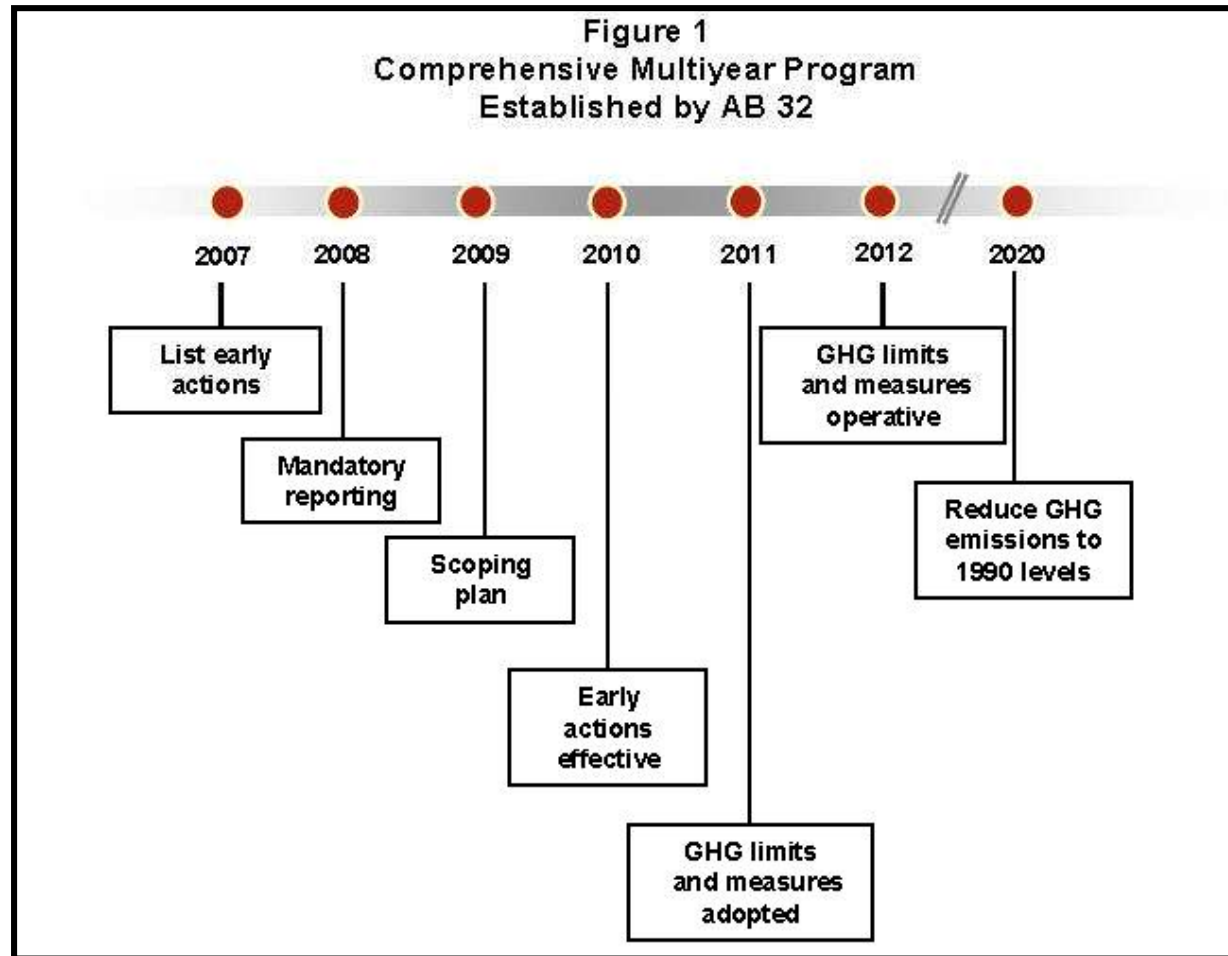 Figure 1
Comprehensive Multiyear Program
Established by AB 32
2007 2008 2009 2010 2011 2012 2020
List early
actions
Mandatory
reporting
Scoping
plan
Early
actions
effective
GHG limits
and measures
adopted
GHG limits
and measures
operative
Reduce GHG
emissions to
1990 levels